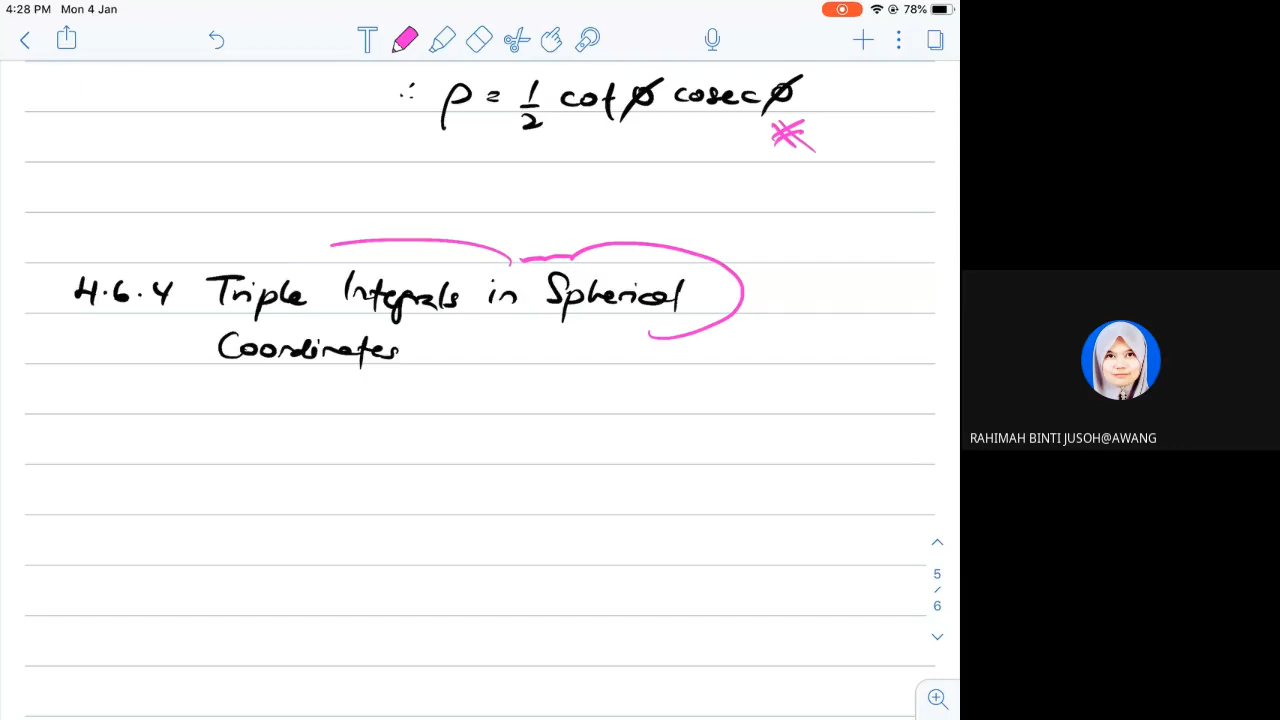 4:28 PM Mon 4 Jan
78%
∴ ρ = 1/2 cot ϕ cosec ϕ
4.6.4 Triple Integrals in Spherical
Coordinates
RAHIMAH BINTI JUSOH@AWANG
5
/
6